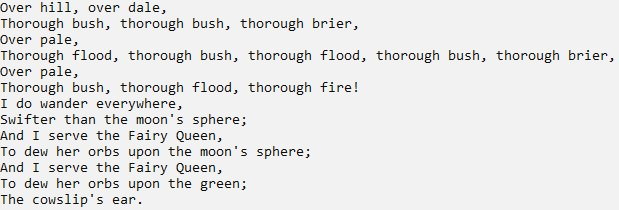 Over hill, over dale,
Thorough bush, thorough bush, thorough brier,
Over pale,
Thorough flood, thorough bush, thorough flood, thorough bush, thorough brier,
Over pale,
Thorough bush, thorough flood, thorough fire!
I do wander everywhere,
Swifter than the moon's sphere;
And I serve the Fairy Queen,
To dew her orbs upon the moon's sphere;
And I serve the Fairy Queen,
To dew her orbs upon the green;
The cowslip's ear.